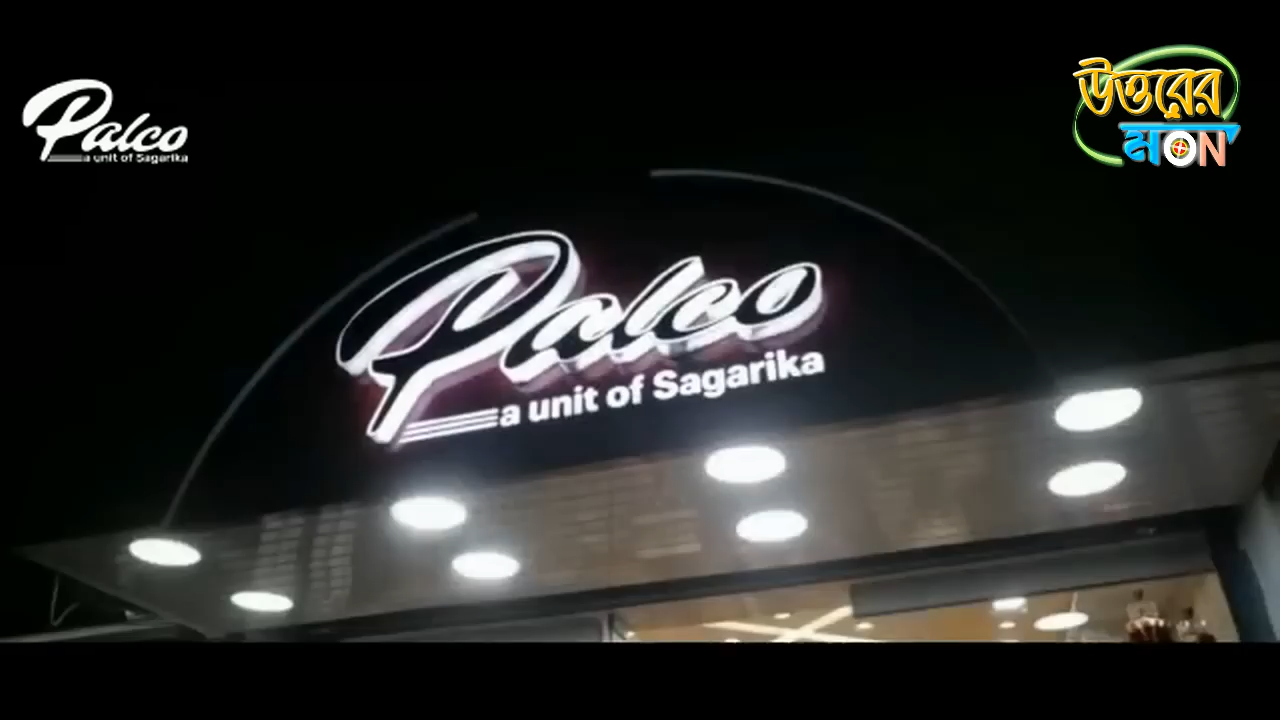 Palco
a unit of Sagarika
উত্তরের
মON
Palco
a unit of Sagarika